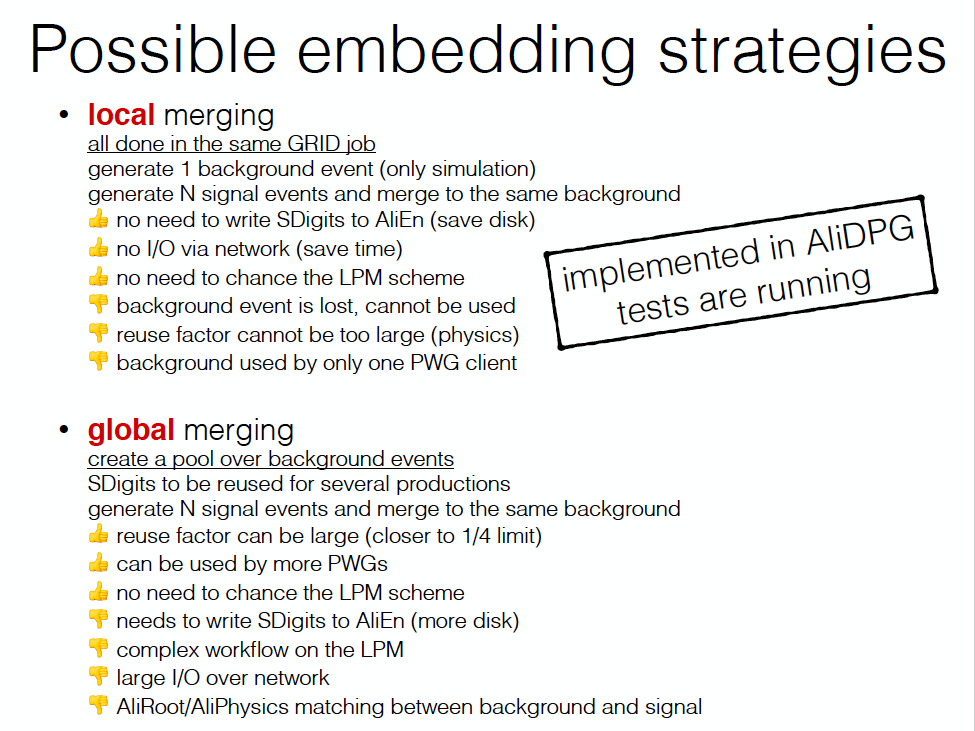 Possible embedding strategies
• local merging
all done in the same GRID job
generate 1 background event (only simulation)
generate N signal events and merge to the same background
👍 no need to write SDigits to AliEn (save disk)
👍 no I/O via network (save time)
👍 no need to chance the LPM scheme
👎 background event is lost, cannot be used
👎 reuse factor cannot be too large (physics)
👎 background used by only one PWG client
implemented in AliDPG
tests are running
• global merging
create a pool over background events
SDigits to be reused for several productions
generate N signal events and merge to the same background
👍 reuse factor can be large (closer to 1/4 limit)
👍 can be used by more PWGs
👍 no need to chance the LPM scheme
👎 needs to write SDigits to AliEn (more disk)
👎 complex workflow on the LPM
👎 large I/O over network
👎 AliRoot/AliPhysics matching between background and signal